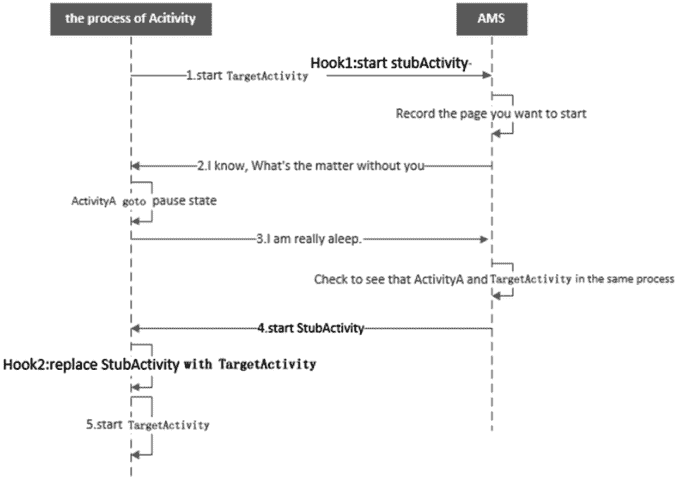 the process of Acitivity
AMS
Hook1:start stubActivity
1.start TargetActivity
Record the page you want to start
2.I know, What's the matter without you
ActivityA goto pause state
3.I am really aleep.
Check to see that ActivityA and TargetActivity in the same process
4.start StubActivity
Hook2:replace StubActivity with TargetActivity
5.start TargetActivity